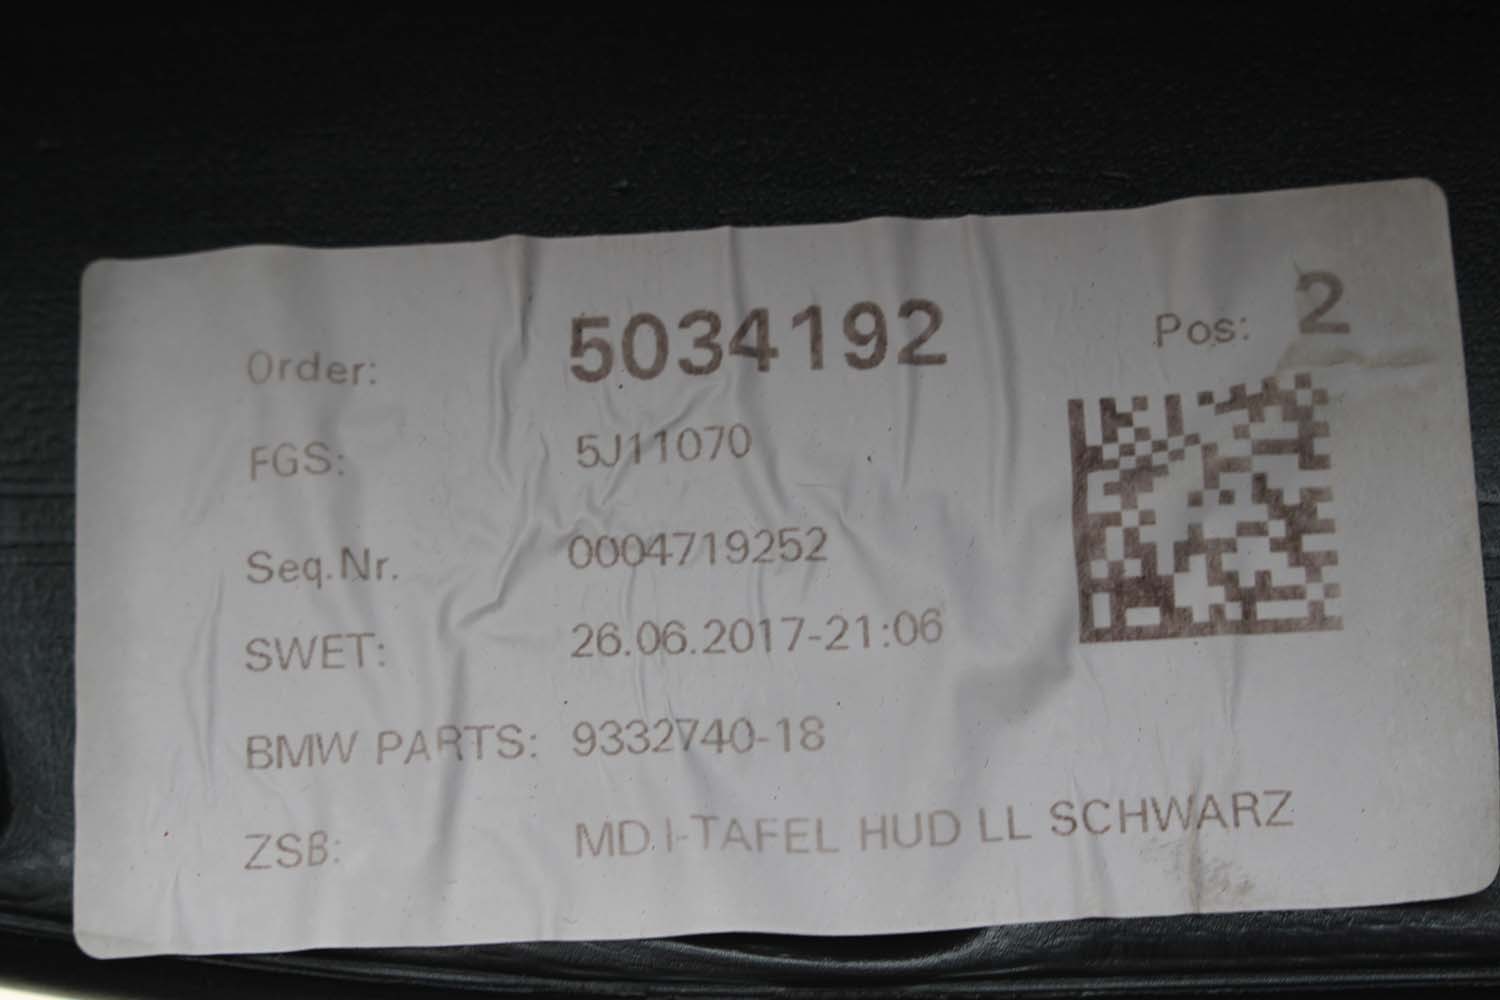 Order: 5034192 Pos: 2
FGS: 5J11070
Seq.Nr. 0004719252
SWET: 26.06.2017-21:06
BMW PARTS: 9332740-18
ZSB: MD.I-TAFEL HUD LL SCHWARZ